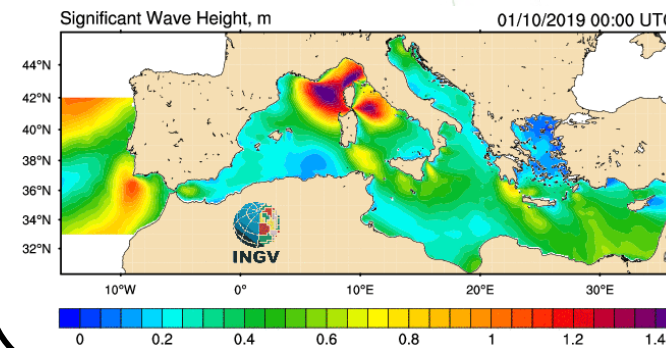 Significant Wave Height, m 01/10/2019 00:00 UTC
44°N
42°N
40°N
38°N
36°N
34°N
32°N
INGV
10°W 0° 10°E 20°E 30°E
0 0.2 0.4 0.6 0.8 1 1.2 1.4